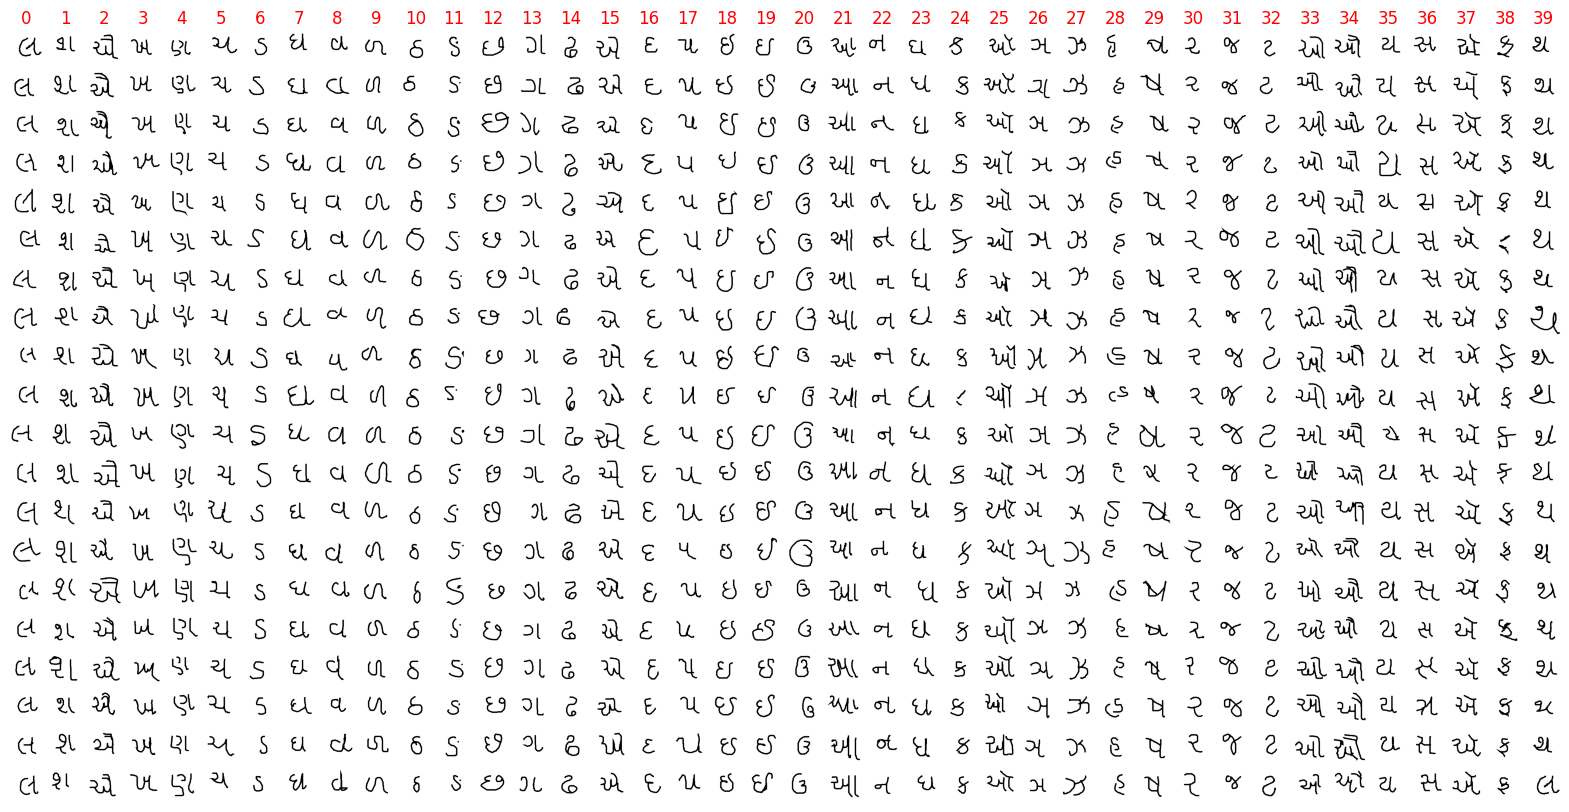 0 1 2 3 4 5 6 7 8 9 10 11 12 13 14 15 16 17 18 19 20 21 22 23 24 25 26 27 28 29 30 31 32 33 34 35 36 37 38 39
લ શ ઐ ખ ણ ચ ડ ઘ વ ળ ઠ ઙ છ ગ ઢ એ દ પ ઇ ઈ ઉ આ ન ધ ક ઑ ઞ ઝ હ ષ ર જ ટ ઓ ઔ ય સ ઍ ફ થ
લ શ ઐ ખ ણ ચ ડ ઘ વ ળ ઠ ઙ છ ગ ઢ એ દ પ ઇ ઈ ઉ આ ન ધ ક ઑ ઞ ઝ હ ષ ર જ ટ ઓ ઔ ય સ ઍ ફ થ
લ શ ઐ ખ ણ ચ ડ ઘ વ ળ ઠ ઙ છ ગ ઢ એ દ પ ઇ ઈ ઉ આ ન ધ ક ઑ ઞ ઝ હ ષ ર જ ટ ઓ ઔ ય સ ઍ ફ થ
લ શ ઐ ખ ણ ચ ડ ઘ વ ળ ઠ ઙ છ ગ ઢ એ દ પ ઇ ઈ ઉ આ ન ધ ક ઑ ઞ ઝ હ ષ ર જ ટ ઓ ઔ ય સ ઍ ફ થ
લ શ ઐ ખ ણ ચ ડ ઘ વ ળ ઠ ઙ છ ગ ઢ એ દ પ ઇ ઈ ઉ આ ન ધ ક ઑ ઞ ઝ હ ષ ર જ ટ ઓ ઔ ય સ ઍ ફ થ
લ શ ઐ ખ ણ ચ ડ ઘ વ ળ ઠ ઙ છ ગ ઢ એ દ પ ઇ ઈ ઉ આ ન ધ ક ઑ ઞ ઝ હ ષ ર જ ટ ઓ ઔ ય સ ઍ થ
લ શ ઐ ખ ણ ચ ડ ઘ વ ળ ઠ ઙ છ ગ ઢ એ દ પ ઇ ઈ ઉ આ ન ધ ક ઑ ઞ ઝ હ ષ ર જ ટ ઓ ઔ ય સ ઍ ફ થ
લ શ ઐ ખ ણ ચ ડ ઘ વ ળ ઠ ઙ છ ગ ઢ એ દ પ ઇ ઈ ઉ આ ન ધ ક ઑ ઞ ઝ હ ષ ર જ ટ ઓ ઔ ય સ ઍ ફ થ
લ શ ઐ ખ ણ ચ ડ ઘ વ ળ ઠ ઙ છ ગ ઢ એ દ પ ઇ ઈ ઉ આ ન ધ ક ઑ ઞ ઝ હ ષ ર જ ટ ઓ ઔ ય સ ઍ ફ થ
લ શ ઐ ખ ણ ચ ડ ઘ વ ળ ઠ ઙ છ ગ ઢ એ દ પ ઇ ઈ ઉ આ ન ધ ઑ ઞ ઝ હ ષ ર જ ટ ઓ ઔ ય સ ઍ ફ થ
લ શ ઐ ખ ણ ચ ડ ઘ વ ળ ઠ ઙ છ ગ ઢ એ દ પ ઇ ઈ ઉ આ ન ધ ક ઑ ઞ ઝ હ ષ ર જ ટ ઓ ઔ ય સ ઍ ફ થ
લ શ ઐ ખ ણ ચ ડ ઘ વ ળ ઠ ઙ છ ગ ઢ એ દ પ ઇ ઈ ઉ આ ન ધ ક ઑ ઞ ઝ હ ષ ર જ ટ ઓ ઔ ય સ ઍ ફ થ
લ શ ઐ ખ ણ ચ ડ ઘ વ ળ ઠ ઙ છ ગ ઢ એ દ પ ઇ ઈ ઉ આ ન ધ ક ઑ ઞ ઝ હ ષ ર જ ટ ઓ ઔ ય સ ઍ ફ થ
લ શ ઐ ખ ણ ચ ડ ઘ વ ળ ઠ ઙ છ ગ ઢ એ દ પ ઇ ઈ ઉ આ ન ધ ક ઑ ઞ ઝ હ ષ ર જ ટ ઓ ઔ ય સ ઍ ફ થ
લ શ ઐ ખ ણ ચ ડ ઘ વ ળ ઠ ઙ છ ગ ઢ એ દ પ ઇ ઈ ઉ આ ન ધ ક ઑ ઞ ઝ હ ષ ર જ ટ ઓ ઔ ય સ ઍ ફ થ
લ શ ઐ ખ ણ ચ ડ ઘ વ ળ ઠ ઙ છ ગ ઢ એ દ પ ઇ ઈ ઉ આ ન ધ ક ઑ ઞ ઝ હ ષ ર જ ટ ઓ ઔ ય સ ઍ ફ થ
લ શ ઐ ખ ણ ચ ડ ઘ વ ળ ઠ ઙ છ ગ ઢ એ દ પ ઇ ઈ ઉ આ ન ધ ક ઑ ઞ ઝ હ ષ ર જ ટ ઓ ઔ ય સ ઍ ફ થ
લ શ ઐ ખ ણ ચ ડ ઘ વ ળ ઠ ઙ છ ગ ઢ એ દ પ ઇ ઈ ઉ આ ન ધ ક ઑ ઞ ઝ હ ષ ર જ ટ ઓ ઔ ય સ ઍ ફ થ
લ શ ઐ ખ ણ ચ ડ ઘ વ ળ ઠ ઙ છ ગ ઢ એ દ પ ઇ ઈ ઉ આ ન ધ ક ઑ ઞ ઝ હ ષ ર જ ટ ઓ ઔ ય સ ઍ ફ થ
લ શ ઐ ખ ણ ચ ડ ઘ વ ળ ઠ ઙ છ ગ ઢ એ દ પ ઇ ઈ ઉ આ ન ધ ક ઑ ઞ ઝ હ ષ ર જ ટ ઓ ઔ ય સ ઍ ફ લ